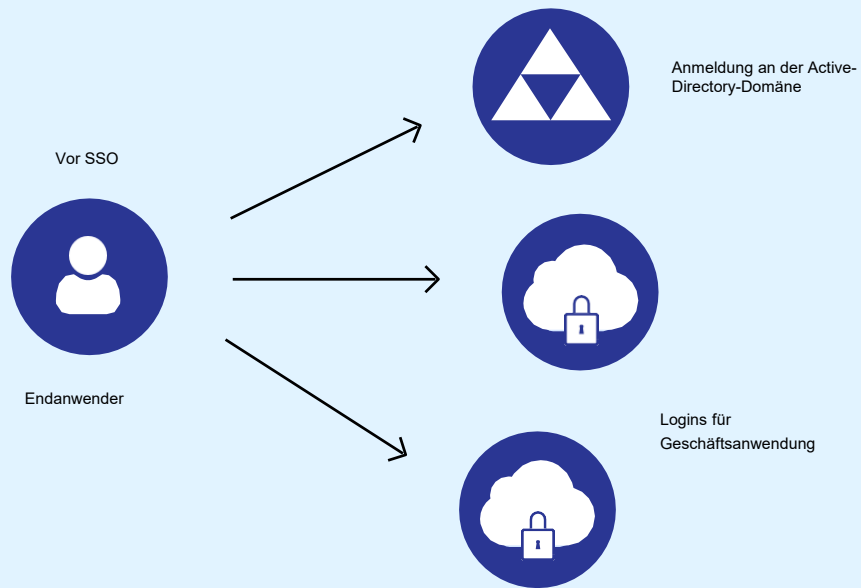 Vor SSO
Endanwender
Anmeldung an der Active-
Directory-Domäne
Logins für
Geschäftsanwendung